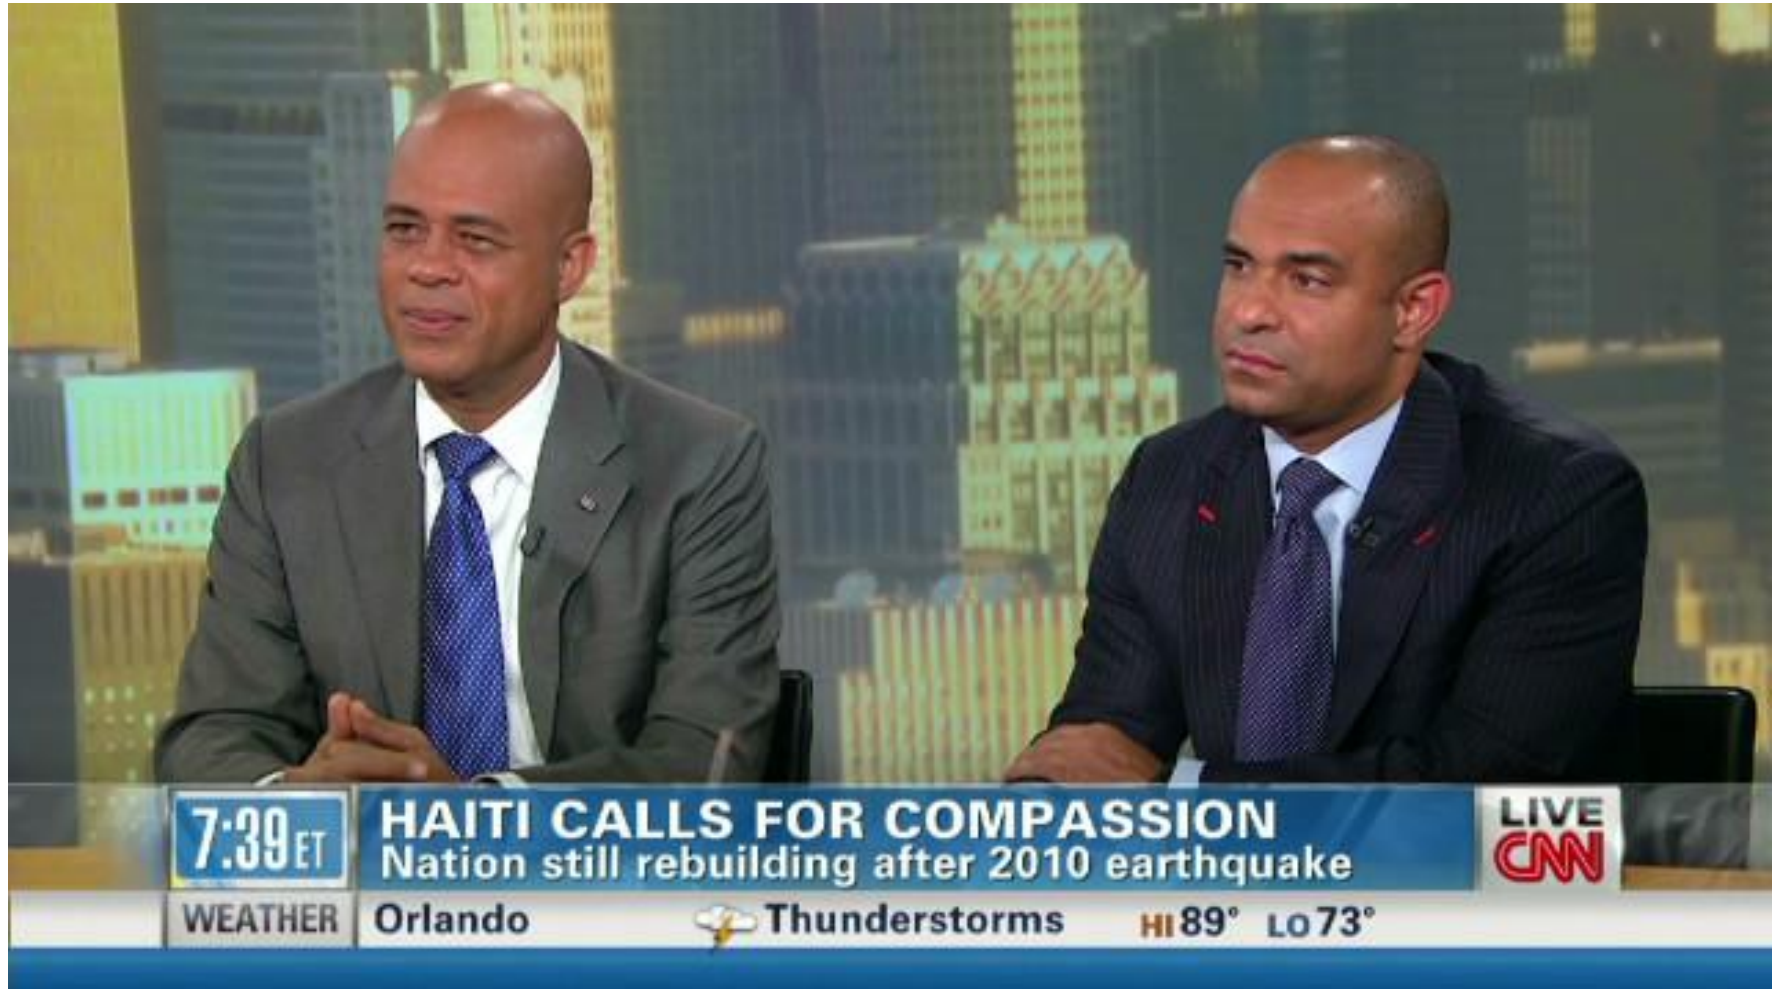 7:39 ET
HAITI CALLS FOR COMPASSION
Nation still rebuilding after 2010 earthquake
LIVE
CNN
WEATHER Orlando Thunderstorms HI 89° LO 73°